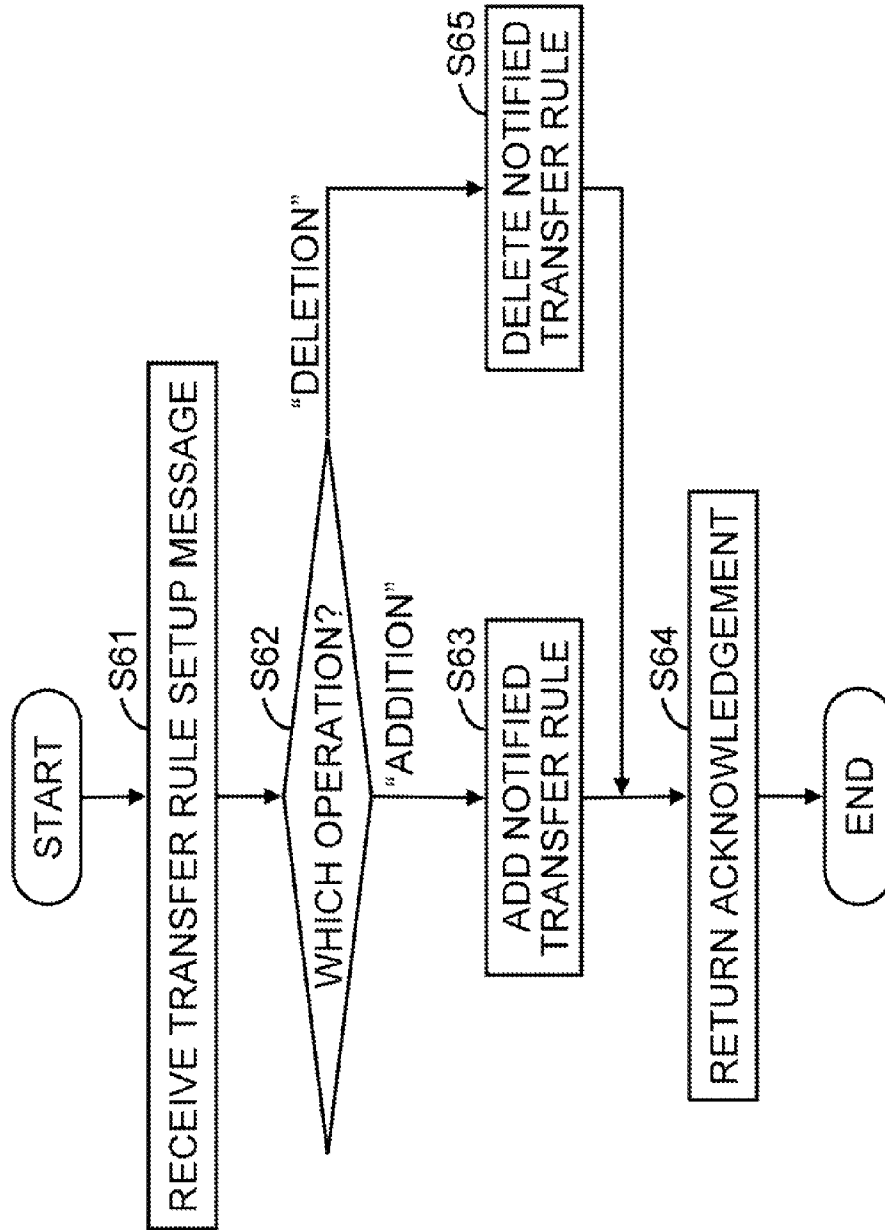 START
S61
RECEIVE TRANSFER RULE SETUP MESSAGE
S62
WHICH OPERATION?
"DELETION"
"ADDITION"
S63
ADD NOTIFIED
TRANSFER RULE
S65
DELETE NOTIFIED
TRANSFER RULE
S64
RETURN ACKNOWLEDGEMENT
END